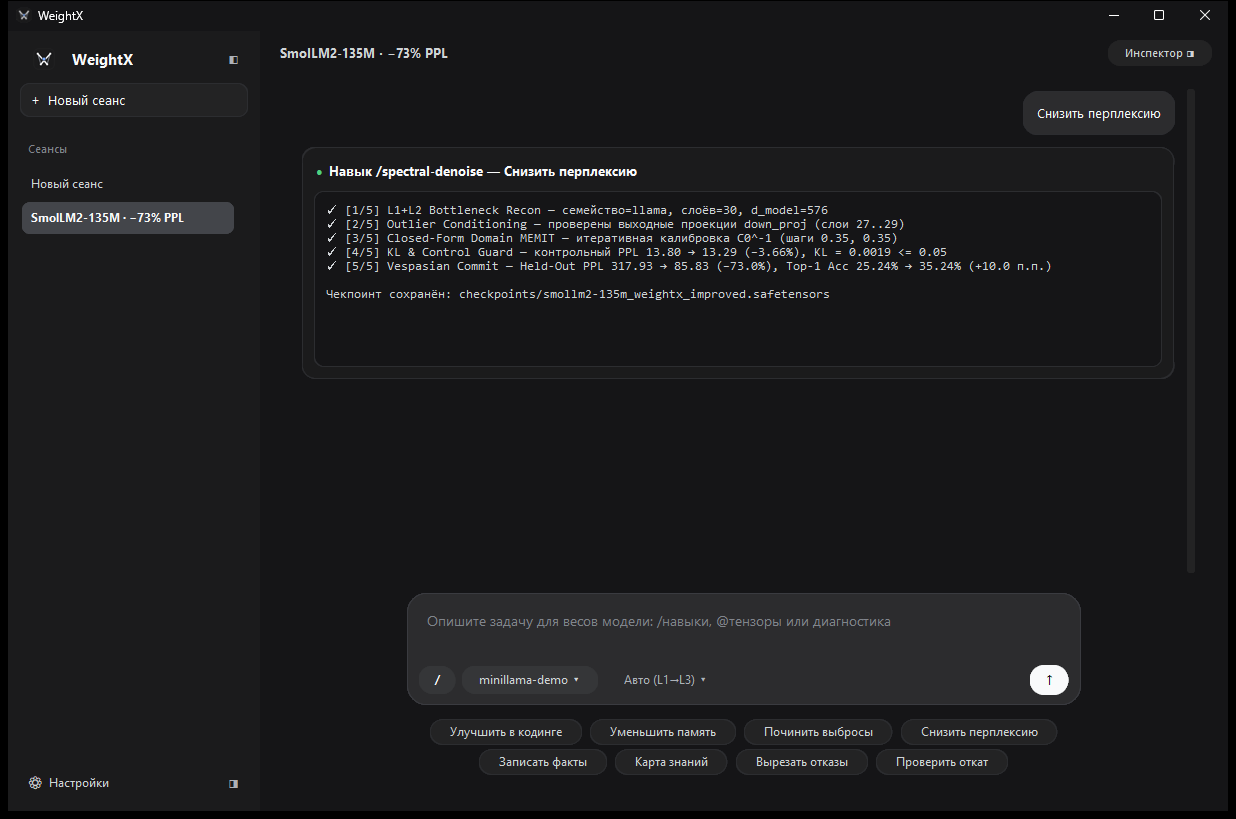 WeightX
WeightX
+ Новый сеанс
Сеансы
Новый сеанс
SmolLM2-135M · −73% PPL
Настройки
SmolLM2-135M · −73% PPL
Инспектор
Снизить перплексию
Навык /spectral-denoise — Снизить перплексию
✓ [1/5] L1+L2 Bottleneck Recon — семейство=llama, слоёв=30, d_model=576
✓ [2/5] Outlier Conditioning — проверены выходные проекции down_proj (слои 27..29)
✓ [3/5] Closed-Form Domain MEMIT — итеративная калибровка C0^-1 (шаги 0.35, 0.35)
✓ [4/5] KL & Control Guard — контрольный PPL 13.80 → 13.29 (−3.66%), KL = 0.0019 <= 0.05
✓ [5/5] Vespasian Commit — Held-Out PPL 317.93 → 85.83 (−73.0%), Top-1 Acc 25.24% → 35.24% (+10.0 п.п.)
Чекпоинт сохранён: checkpoints/smollm2-135m_weightx_improved.safetensors
Опишите задачу для весов модели: /навыки, @тензоры или диагностика
/ minillama-demo ▾ Авто (L1→L3) ▾ ↑
Улучшить в кодинге Уменьшить память Починить выбросы Снизить перплексию
Записать факты Карта знаний Вырезать отказы Проверить откат